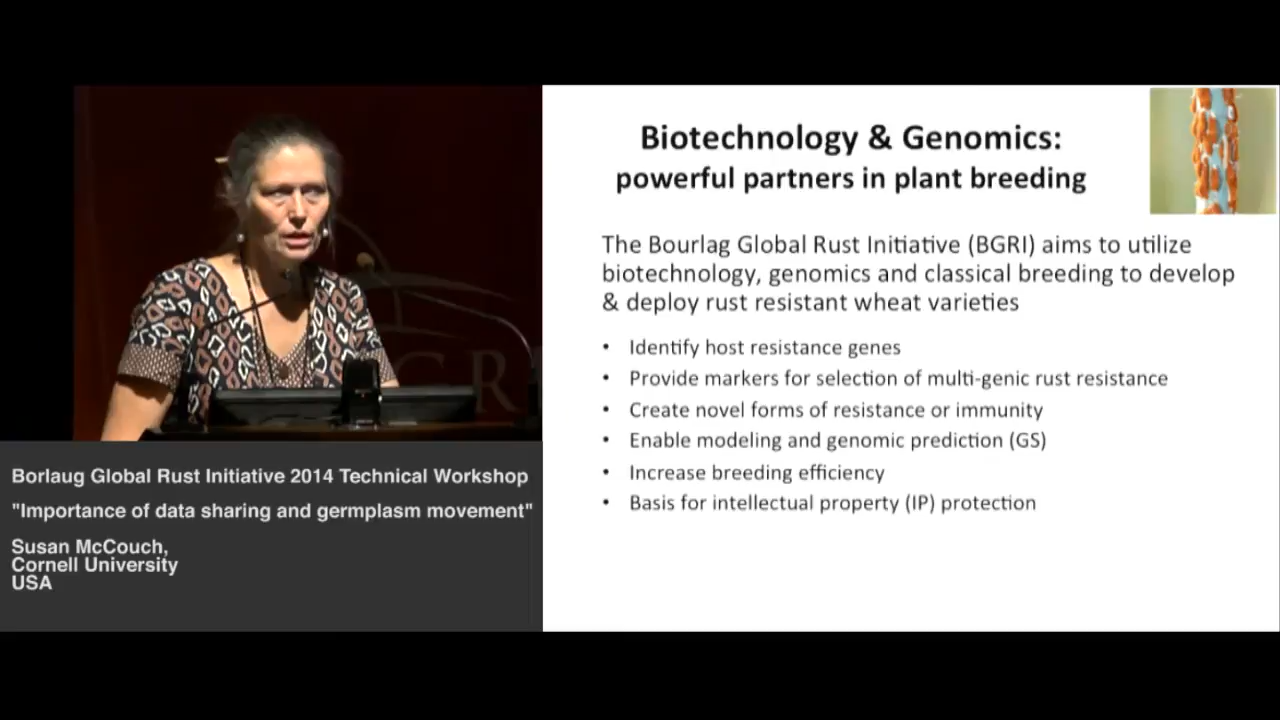 Biotechnology & Genomics:
powerful partners in plant breeding
The Bourlag Global Rust Initiative (BGRI) aims to utilize
biotechnology, genomics and classical breeding to develop
& deploy rust resistant wheat varieties
• Identify host resistance genes
• Provide markers for selection of multi-genic rust resistance
• Create novel forms of resistance or immunity
• Enable modeling and genomic prediction (GS)
• Increase breeding efficiency
• Basis for intellectual property (IP) protection
GR
Borlaug Global Rust Initiative 2014 Technical Workshop
"Importance of data sharing and germplasm movement"
Susan McCouch,
Cornell University
USA